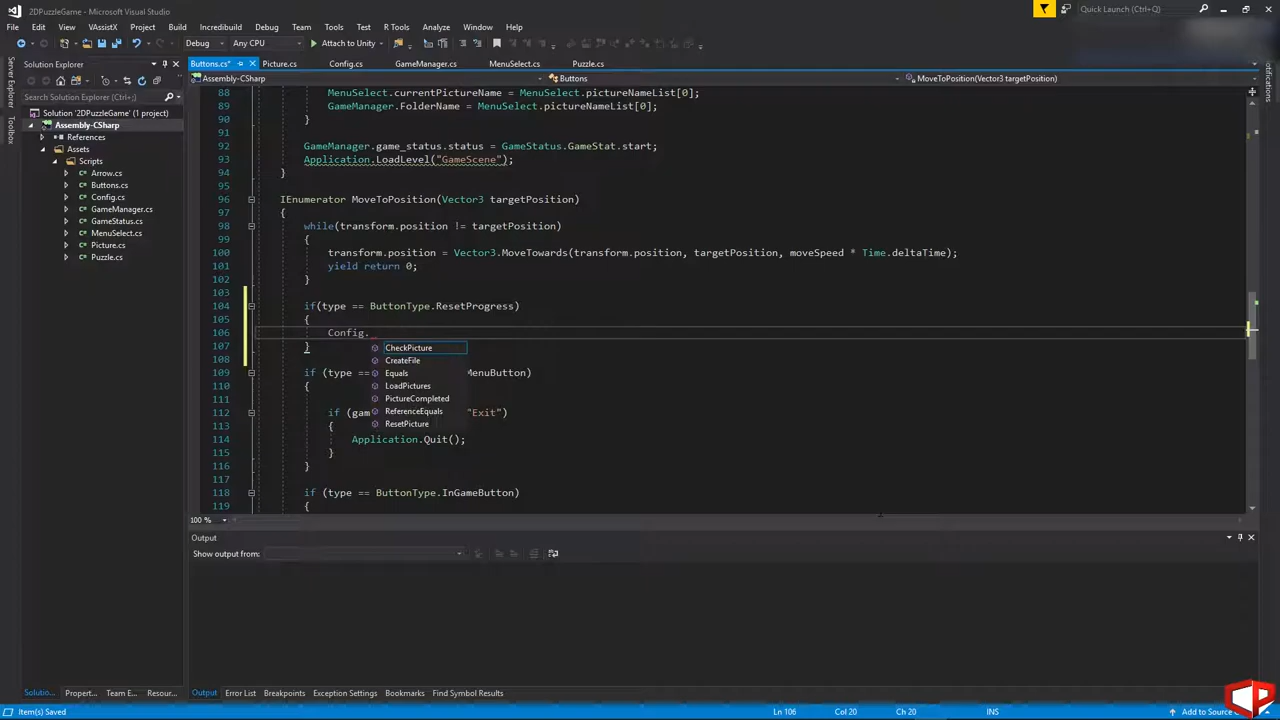 2DPuzzleGame - Microsoft Visual Studio
Quick Launch (Ctrl+Q)
File Edit View VAssistX Project Build Incredibuild Debug Team Test R Tools Analyze Window Help
Debug Any CPU Attach to Unity
Solution Explorer
Buttons.cs* Picture.cs Config.cs GameManager.cs MenuSelect.cs Puzzle.cs
Assembly-CSharp Buttons MoveToPosition(Vector3 targetPosition)
Server Explorer
Toolbox
Notifications
Search Solution Explorer (Ctrl+;)
Solution '2DPuzzleGame' (1 project)
Assembly-CSharp
References
Assets
Scripts
Arrow.cs
Buttons.cs
Config.cs
GameManager.cs
GameStatus.cs
MenuSelect.cs
Picture.cs
Puzzle.cs
88 MenuSelect.currentPictureName = MenuSelect.pictureNameList[0];
89 GameManager.FolderName = MenuSelect.pictureNameList[0];
90 }
91
92 GameManager.game_status.status = GameStatus.GameStat.start;
93 Application.LoadLevel("GameScene");
94 }
95
96 IEnumerator MoveToPosition(Vector3 targetPosition)
97 {
98 while(transform.position != targetPosition)
99 {
100 transform.position = Vector3.MoveTowards(transform.position, targetPosition, moveSpeed * Time.deltaTime);
101 yield return 0;
102 }
103
104 if(type == ButtonType.ResetProgress)
105 {
106 Config.
107 }
108
109 if (type == MenuButton)
110 {
111
112 if (gam "Exit")
113 {
114 Application.Quit();
115 }
116 }
117
118 if (type == ButtonType.InGameButton)
119 {
CheckPicture
CreateFile
Equals
LoadPictures
PictureCompleted
ReferenceEquals
ResetPicture
100 %
Output
Show output from:
Solutio... Propert... Team E... Resour...
Output Error List Breakpoints Exception Settings Bookmarks Find Symbol Results
Item(s) Saved Ln 106 Col 20 Ch 20 INS Add to Source